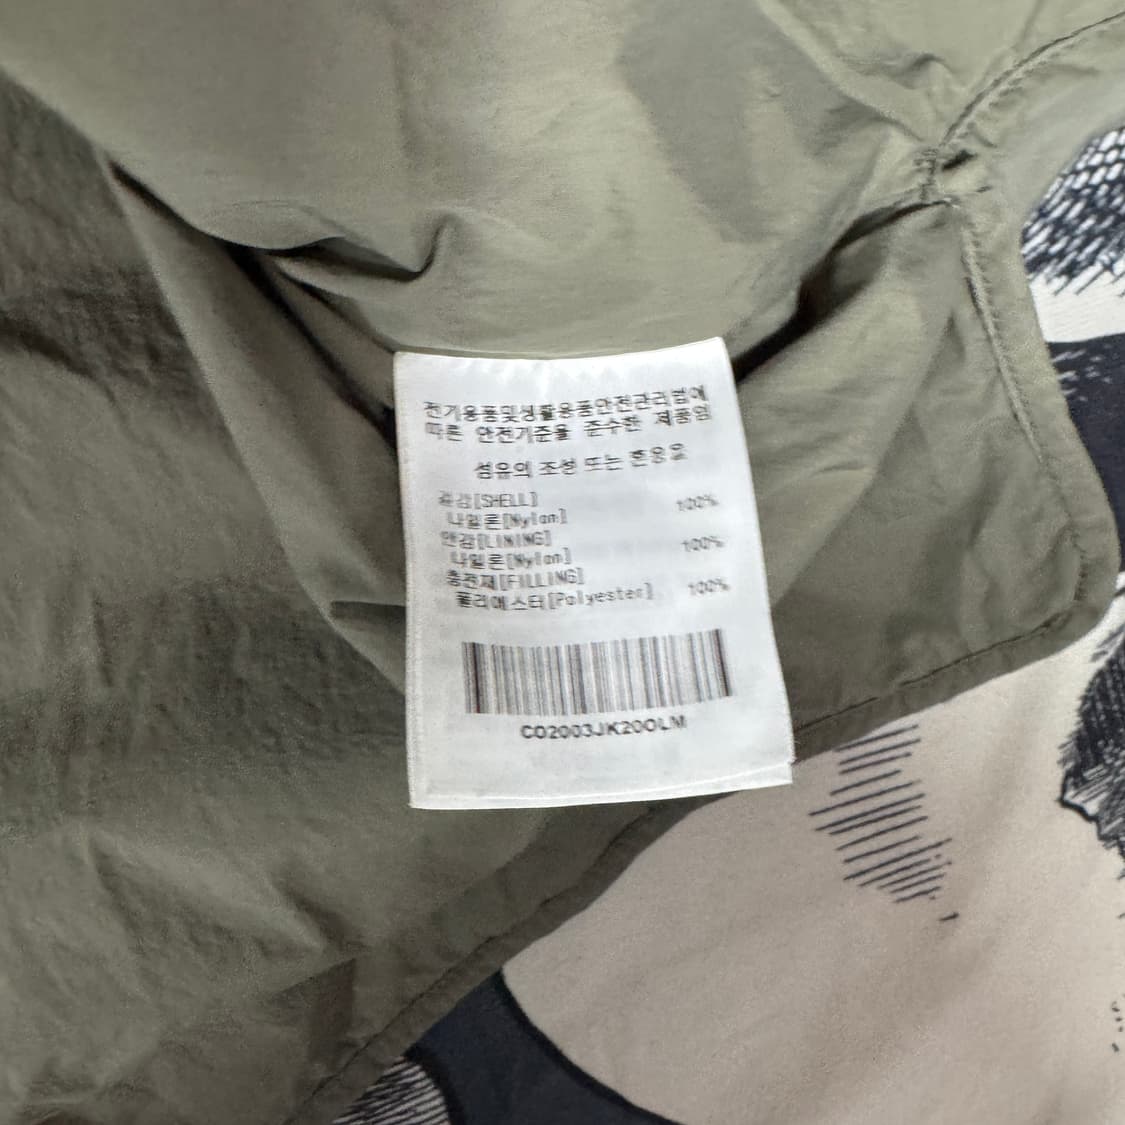 전기용품및생활용품안전관리법에
따른 안전기준을 준수한 제품임
섬유의 조성 또는 혼용율
겉감[SHELL]
나일론[Nylon] 100%
안감[LINING]
나일론[Nylon] 100%
충전재[FILLING]
폴리에스타[Polyester] 100%
CO2003JK20OLM